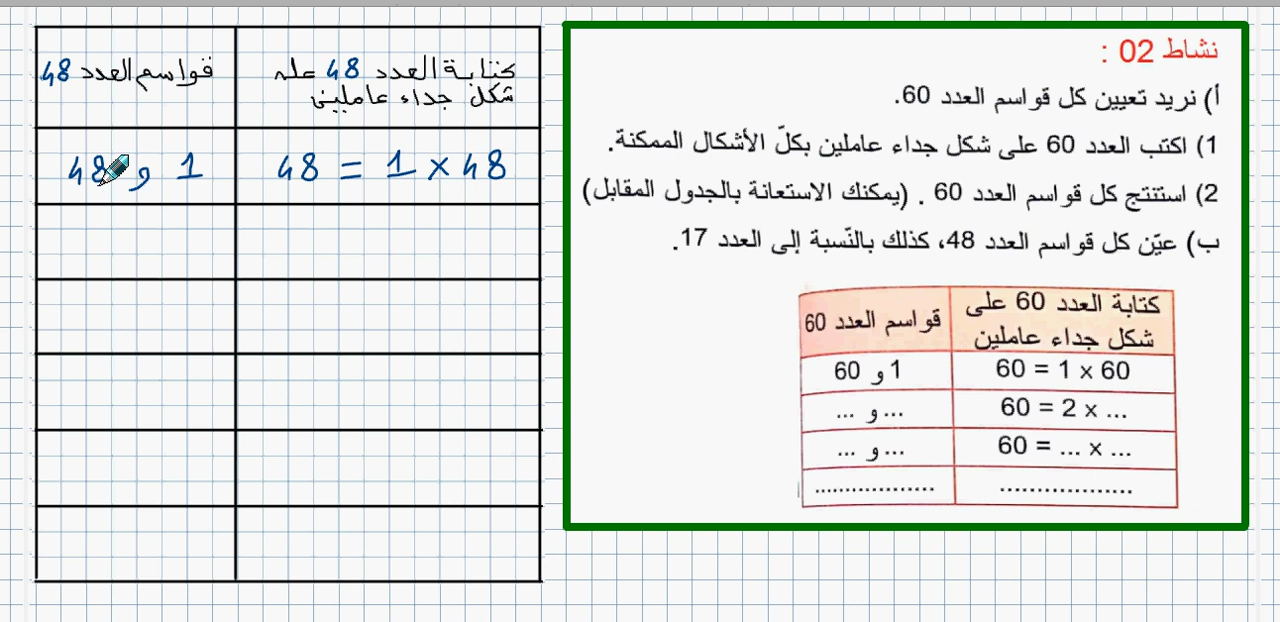 نشاط 02 :
أ) نريد تعيين كل قواسم العدد 60.
1) اكتب العدد 60 على شكل جداء عاملين بكلّ الأشكال الممكنة.
2) استنتج كل قواسم العدد 60 . (يمكنك الاستعانة بالجدول المقابل)
ب) عيّن كل قواسم العدد 48، كذلك بالنّسبة إلى العدد 17.
كتابة العدد 60 على
شكل جداء عاملين
قواسم العدد 60
60 = 1 x 60
1 و 60
60 = 2 x ...
... و ...
60 = ... x ...
... و ...
..................
..................
كتابة العدد 48 على
شكل جداء عاملين
قواسم العدد 48
48 = 1 × 48
1 و 48